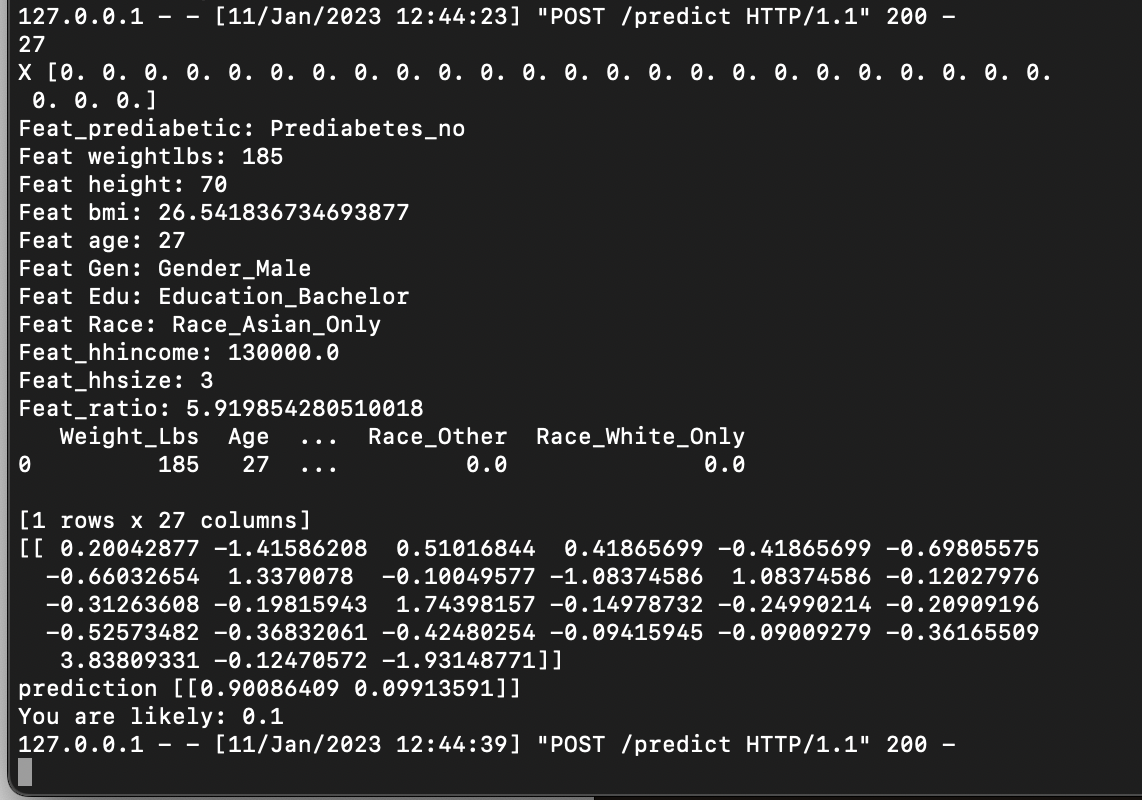 127.0.0.1 - - [11/Jan/2023 12:44:23] "POST /predict HTTP/1.1" 200 -
27
X [0. 0. 0. 0. 0. 0. 0. 0. 0. 0. 0. 0. 0. 0. 0. 0. 0. 0. 0. 0. 0. 0. 0. 0.
0. 0. 0.]
Feat_prediabetic: Prediabetes_no
Feat weightlbs: 185
Feat height: 70
Feat bmi: 26.541836734693877
Feat age: 27
Feat Gen: Gender_Male
Feat Edu: Education_Bachelor
Feat Race: Race_Asian_Only
Feat_hhincome: 130000.0
Feat_hhsize: 3
Feat_ratio: 5.919854280510018
Weight_Lbs Age ... Race_Other Race_White_Only
0 185 27 ... 0.0 0.0
[1 rows x 27 columns]
[[ 0.20042877 -1.41586208 0.51016844 0.41865699 -0.41865699 -0.69805575
-0.66032654 1.3370078 -0.10049577 -1.08374586 1.08374586 -0.12027976
-0.31263608 -0.19815943 1.74398157 -0.14978732 -0.24990214 -0.20909196
-0.52573482 -0.36832061 -0.42480254 -0.09415945 -0.09009279 -0.36165509
3.83809331 -0.12470572 -1.93148771]]
prediction [[0.90086409 0.09913591]]
You are likely: 0.1
127.0.0.1 - - [11/Jan/2023 12:44:39] "POST /predict HTTP/1.1" 200 -